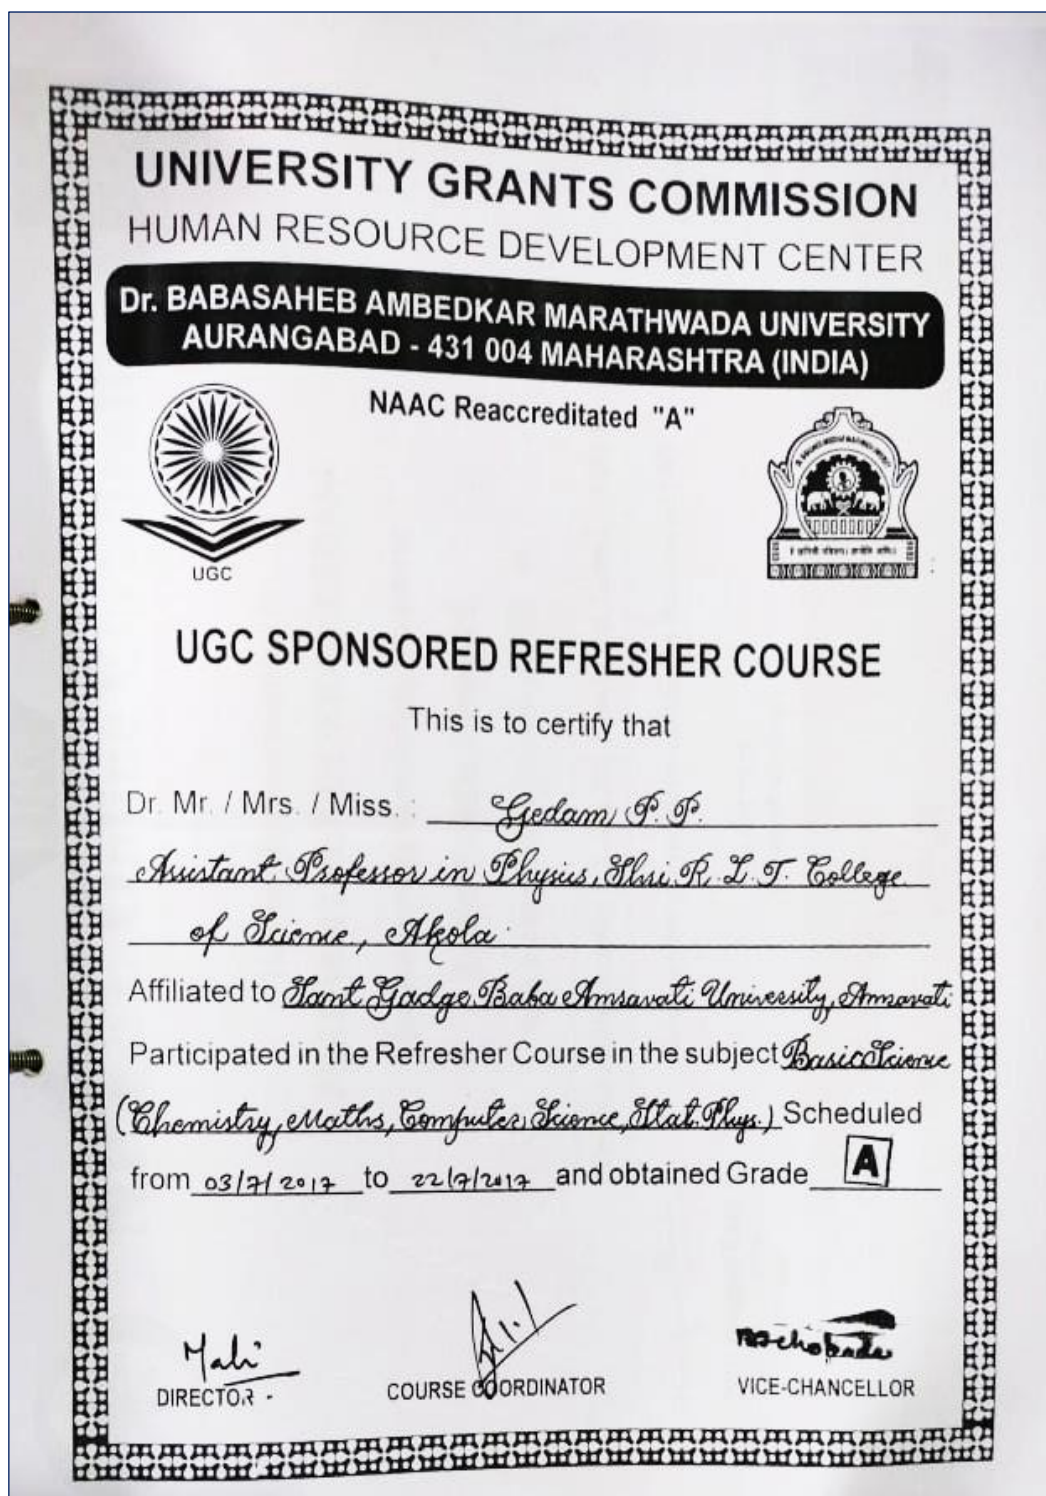 UNIVERSITY GRANTS COMMISSION
HUMAN RESOURCE DEVELOPMENT CENTER
Dr. BABASAHEB AMBEDKAR MARATHWADA UNIVERSITY
AURANGABAD - 431 004 MAHARASHTRA (INDIA)
NAAC Reaccreditated "A"
UGC
UGC SPONSORED REFRESHER COURSE
This is to certify that
Dr. Mr. / Mrs. / Miss. : Gedam P. P.
Assistant Professor in Physics, Shri R. L. T. College
of Science, Akola
Affiliated to Sant Gadge Baba Amravati University, Amravati
Participated in the Refresher Course in the subject Basic Science
(Chemistry, Maths, Computer Science, Stat. Phys.) Scheduled
from 03/7/2017 to 22/7/2017 and obtained Grade A
DIRECTOR -
COURSE COORDINATOR
VICE-CHANCELLOR